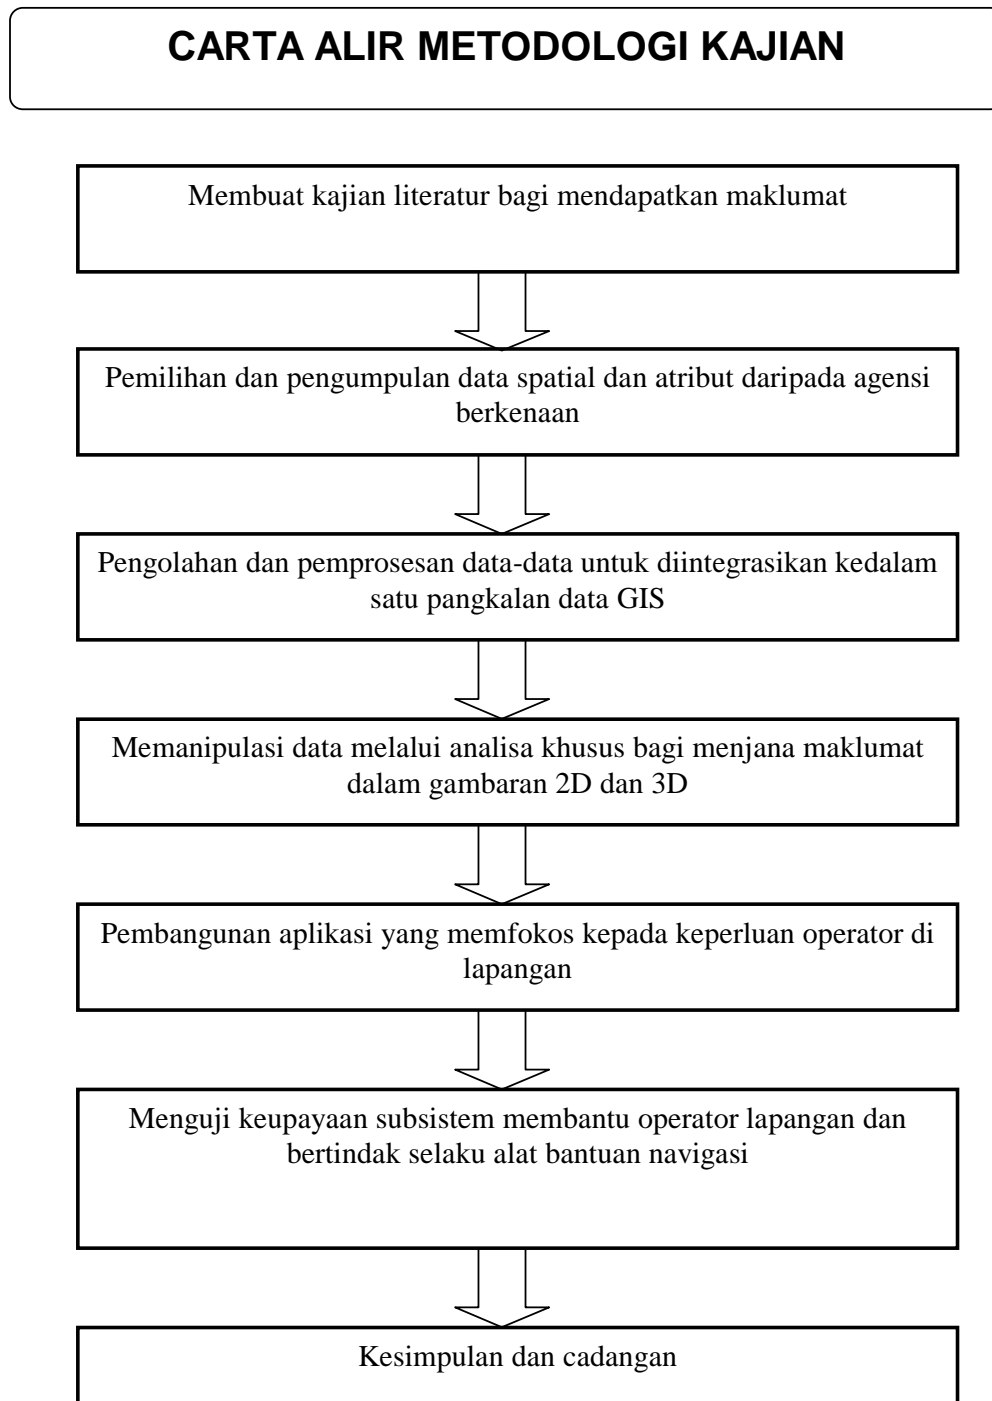 CARTA ALIR METODOLOGI KAJIAN
Membuat kajian literatur bagi mendapatkan maklumat
Pemilihan dan pengumpulan data spatial dan atribut daripada agensi
berkenaan
Pengolahan dan pemprosesan data-data untuk diintegrasikan kedalam
satu pangkalan data GIS
Memanipulasi data melalui analisa khusus bagi menjana maklumat
dalam gambaran 2D dan 3D
Pembangunan aplikasi yang memfokos kepada keperluan operator di
lapangan
Menguji keupayaan subsistem membantu operator lapangan dan
bertindak selaku alat bantuan navigasi
Kesimpulan dan cadangan